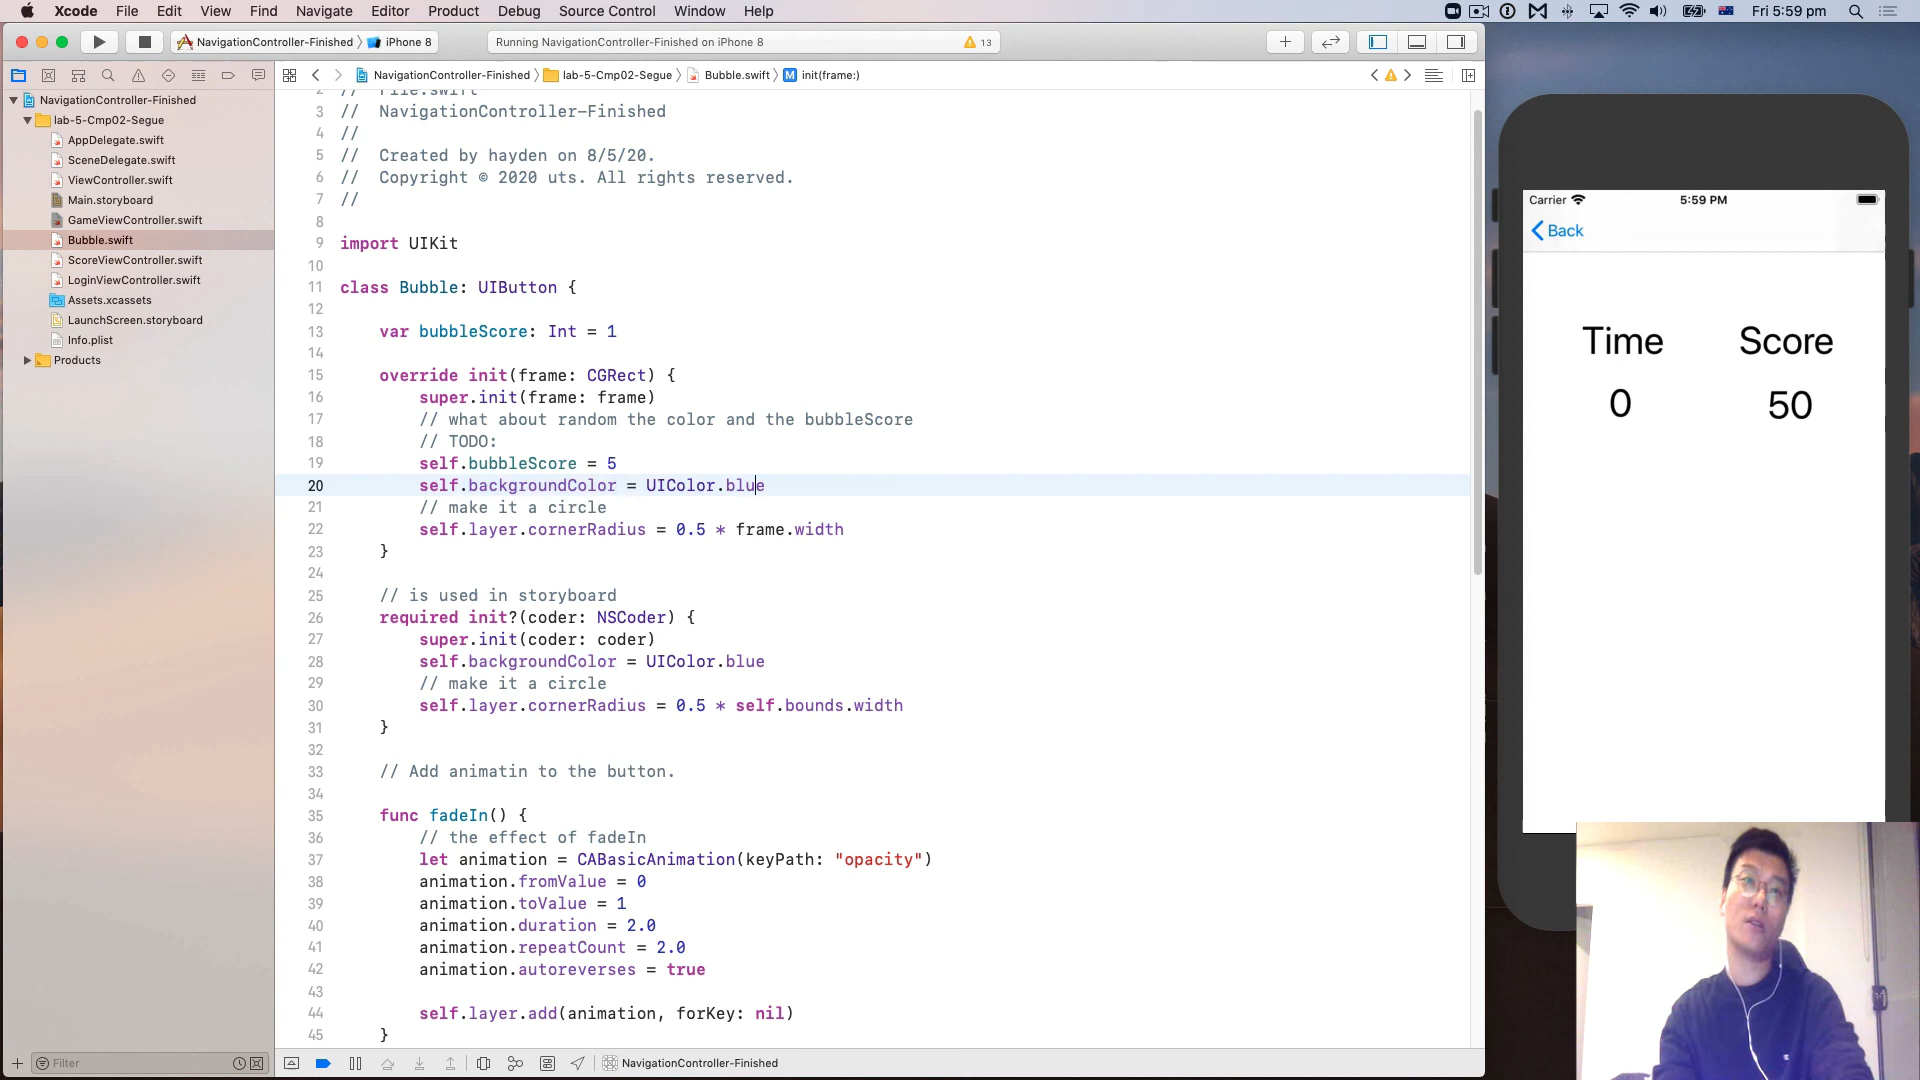 Xcode File Edit View Find Navigate Editor Product Debug Source Control Window Help
Fri 5:59 pm
NavigationController-Finished iPhone 8
Running NavigationController-Finished on iPhone 8
13
NavigationController-Finished lab-5-Cmp02-Segue Bubble.swift M init(frame:)
NavigationController-Finished
lab-5-Cmp02-Segue
AppDelegate.swift
SceneDelegate.swift
ViewController.swift
Main.storyboard
GameViewController.swift
Bubble.swift
ScoreViewController.swift
LoginViewController.swift
Assets.xcassets
LaunchScreen.storyboard
Info.plist
Products
Filter
2 // File.swift
3 // NavigationController-Finished
4 //
5 // Created by hayden on 8/5/20.
6 // Copyright © 2020 uts. All rights reserved.
7 //
8
9 import UIKit
10
11 class Bubble: UIButton {
12
13 var bubbleScore: Int = 1
14
15 override init(frame: CGRect) {
16 super.init(frame: frame)
17 // what about random the color and the bubbleScore
18 // TODO:
19 self.bubbleScore = 5
20 self.backgroundColor = UIColor.blue
21 // make it a circle
22 self.layer.cornerRadius = 0.5 * frame.width
23 }
24
25 // is used in storyboard
26 required init?(coder: NSCoder) {
27 super.init(coder: coder)
28 self.backgroundColor = UIColor.blue
29 // make it a circle
30 self.layer.cornerRadius = 0.5 * self.bounds.width
31 }
32
33 // Add animatin to the button.
34
35 func fadeIn() {
36 // the effect of fadeIn
37 let animation = CABasicAnimation(keyPath: "opacity")
38 animation.fromValue = 0
39 animation.toValue = 1
40 animation.duration = 2.0
41 animation.repeatCount = 2.0
42 animation.autoreverses = true
43
44 self.layer.add(animation, forKey: nil)
45 }
NavigationController-Finished
Carrier 5:59 PM
Back
Time Score
0 50